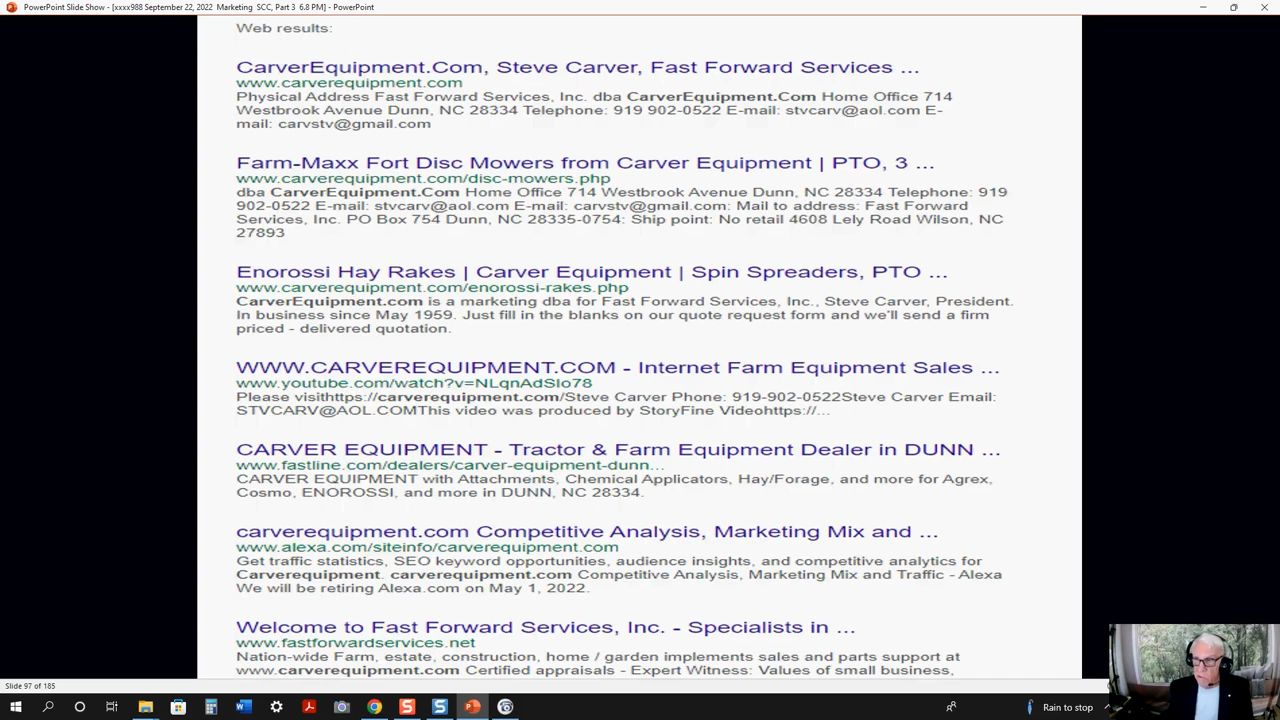 PowerPoint Slide Show - [xxxx988 September 22, 2022 Marketing SCC, Part 3 6.8 PM] - PowerPoint
Web results:
CarverEquipment.Com, Steve Carver, Fast Forward Services ...
www.carverequipment.com
Physical Address Fast Forward Services, Inc. dba CarverEquipment.Com Home Office 714
Westbrook Avenue Dunn, NC 28334 Telephone: 919 902-0522 E-mail: stvcarv@aol.com E-
mail: carvstv@gmail.com
Farm-Maxx Fort Disc Mowers from Carver Equipment | PTO, 3 ...
www.carverequipment.com/disc-mowers.php
dba CarverEquipment.Com Home Office 714 Westbrook Avenue Dunn, NC 28334 Telephone: 919
902-0522 E-mail: stvcarv@aol.com E-mail: carvstv@gmail.com: Mail to address: Fast Forward
Services, Inc. PO Box 754 Dunn, NC 28335-0754: Ship point: No retail 4608 Lely Road Wilson, NC
27893
Enorossi Hay Rakes | Carver Equipment | Spin Spreaders, PTO ...
www.carverequipment.com/enorossi-rakes.php
CarverEquipment.com is a marketing dba for Fast Forward Services, Inc., Steve Carver, President.
In business since May 1959. Just fill in the blanks on our quote request form and we'll send a firm
priced - delivered quotation.
WWW.CARVEREQUIPMENT.COM - Internet Farm Equipment Sales ...
www.youtube.com/watch?v=NLqnAdSIo78
Please visithttps://carverequipment.com/Steve Carver Phone: 919-902-0522Steve Carver Email:
STVCARV@AOL.COMThis video was produced by StoryFine Videohttps://...
CARVER EQUIPMENT - Tractor & Farm Equipment Dealer in DUNN ...
www.fastline.com/dealers/carver-equipment-dunn...
CARVER EQUIPMENT with Attachments, Chemical Applicators, Hay/Forage, and more for Agrex,
Cosmo, ENOROSSI, and more in DUNN, NC 28334.
carverequipment.com Competitive Analysis, Marketing Mix and ...
www.alexa.com/siteinfo/carverequipment.com
Get traffic statistics, SEO keyword opportunities, audience insights, and competitive analytics for
Carverequipment. carverequipment.com Competitive Analysis, Marketing Mix and Traffic - Alexa
We will be retiring Alexa.com on May 1, 2022.
Welcome to Fast Forward Services, Inc. - Specialists in ...
www.fastforwardservices.net
Nation-wide Farm, estate, construction, home / garden implements sales and parts support at
www.carverequipment.com Certified appraisals - Expert Witness: Values of small business,
Slide 97 of 185
Rain to stop